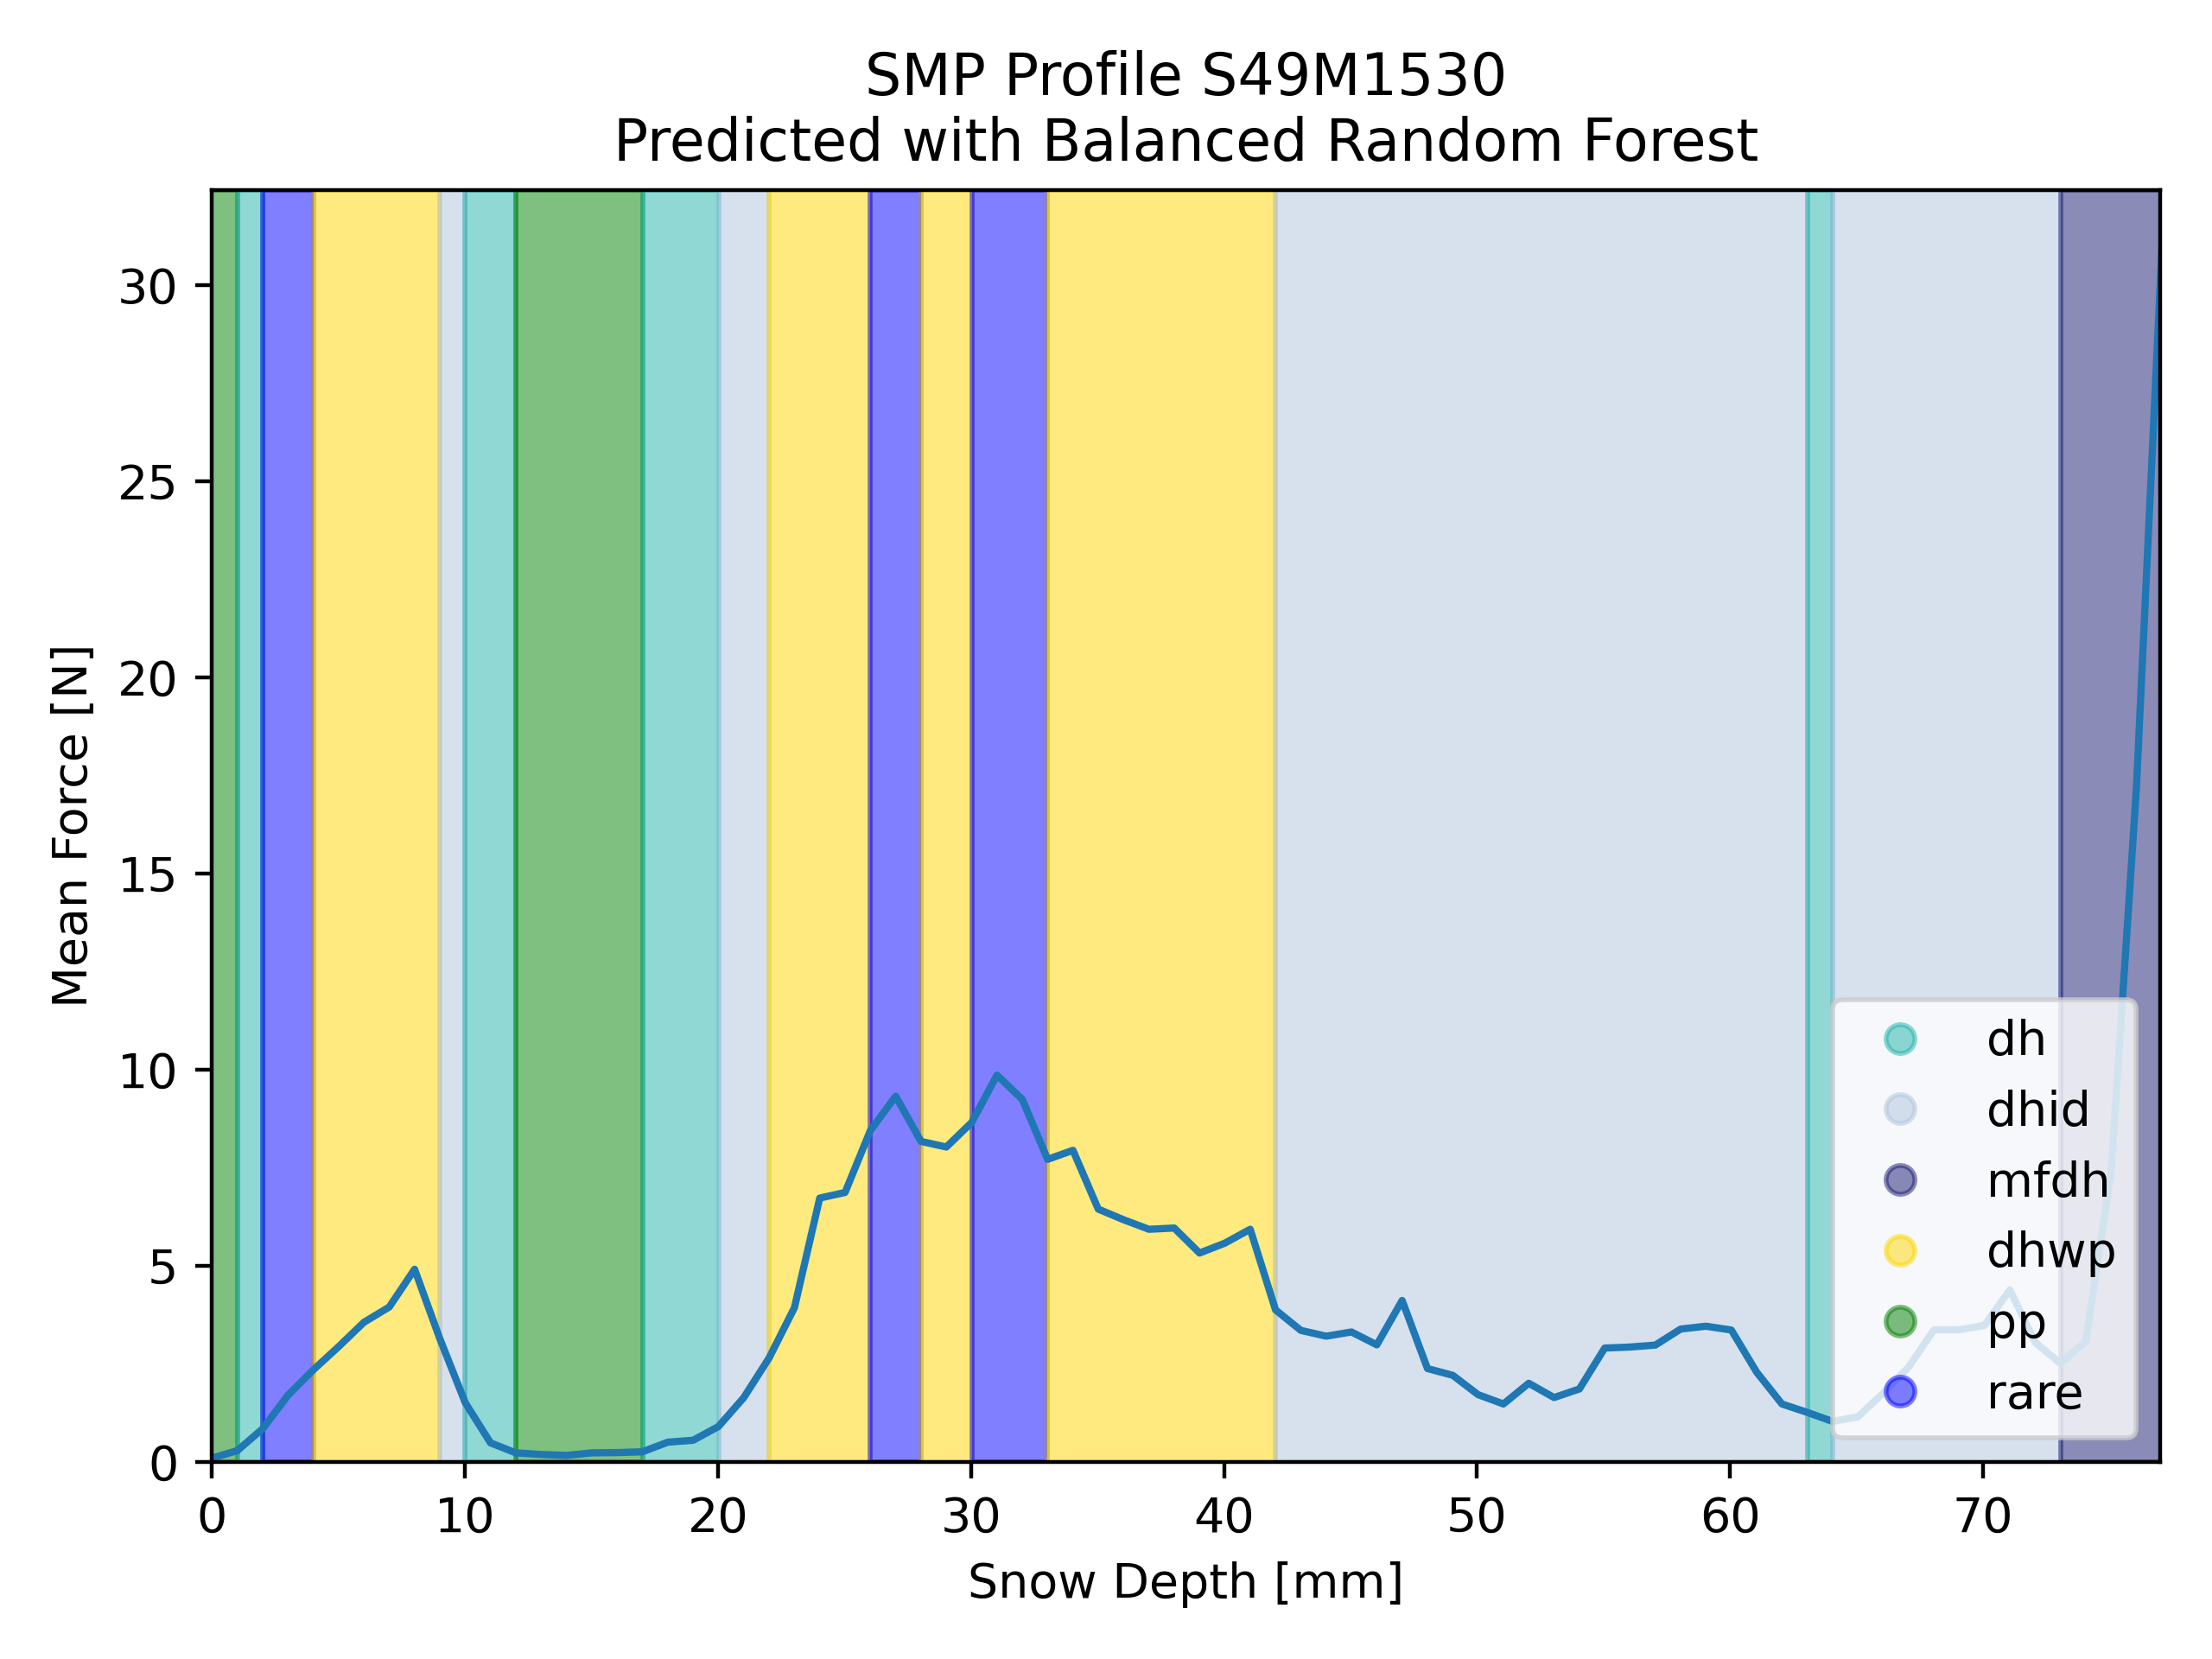 SMP Profile S49M1530
Predicted with Balanced Random Forest
Mean Force [N]
30
25
20
15
10
5
0
dh
dhid
mfdh
dhwp
pp
rare
0 10 20 30 40 50 60 70
Snow Depth [mm]